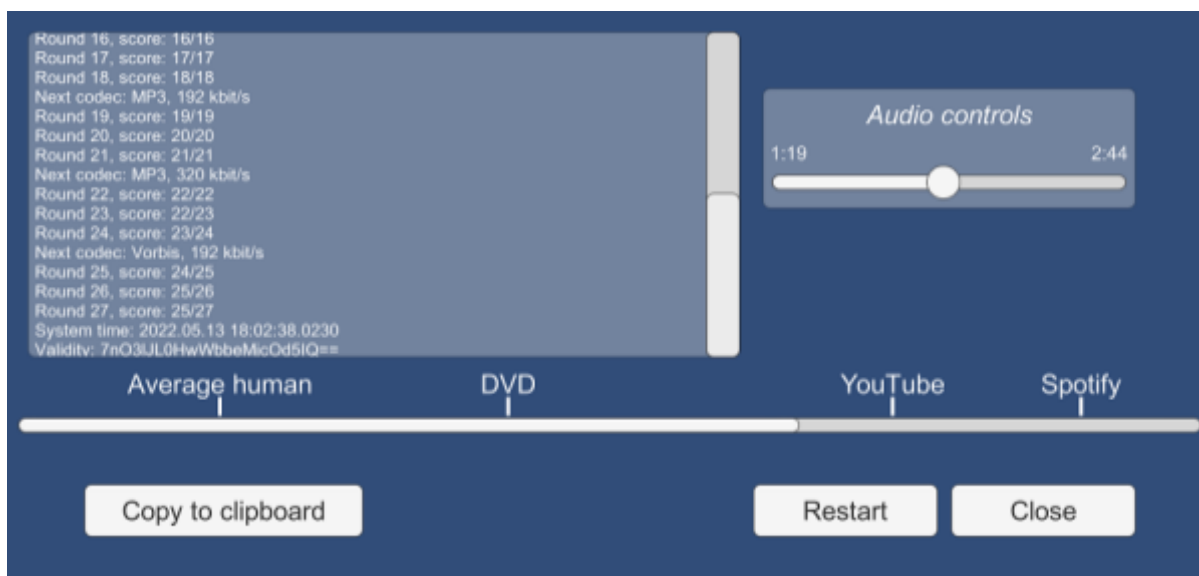 Round 16, score: 16/16
Round 17, score: 17/17
Round 18, score: 18/18
Next codec: MP3, 192 kbit/s
Round 19, score: 19/19
Round 20, score: 20/20
Round 21, score: 21/21
Next codec: MP3, 320 kbit/s
Round 22, score: 22/22
Round 23, score: 22/23
Round 24, score: 23/24
Next codec: Vorbis, 192 kbit/s
Round 25, score: 24/25
Round 26, score: 25/26
Round 27, score: 25/27
System time: 2022.05.13 18:02:38.0230
Validity:
Audio controls
1:19 2:44
Average human DVD YouTube Spotify
Copy to clipboard Restart Close